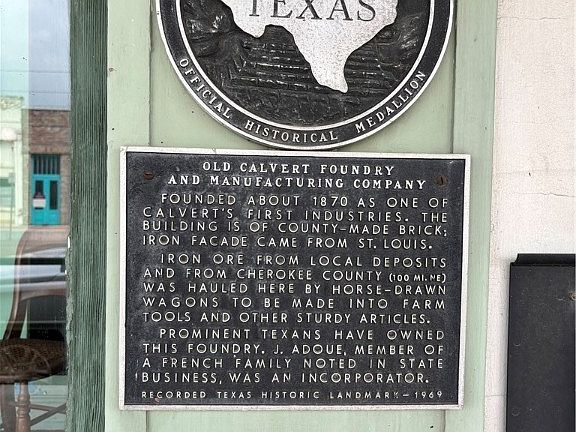 TEXAS
OFFICIAL HISTORICAL MEDALLION
OLD CALVERT FOUNDRY
AND MANUFACTURING COMPANY
FOUNDED ABOUT 1870 AS ONE OF
CALVERT'S FIRST INDUSTRIES. THE
BUILDING IS OF COUNTY-MADE BRICK;
IRON FACADE CAME FROM ST. LOUIS.
IRON ORE FROM LOCAL DEPOSITS
AND FROM CHEROKEE COUNTY (100 MI. NE)
WAS HAULED HERE BY HORSE-DRAWN
WAGONS TO BE MADE INTO FARM
TOOLS AND OTHER STURDY ARTICLES.
PROMINENT TEXANS HAVE OWNED
THIS FOUNDRY. J. ADOUE, MEMBER OF
A FRENCH FAMILY NOTED IN STATE
BUSINESS, WAS AN INCORPORATOR.
RECORDED TEXAS HISTORIC LANDMARK - 1969